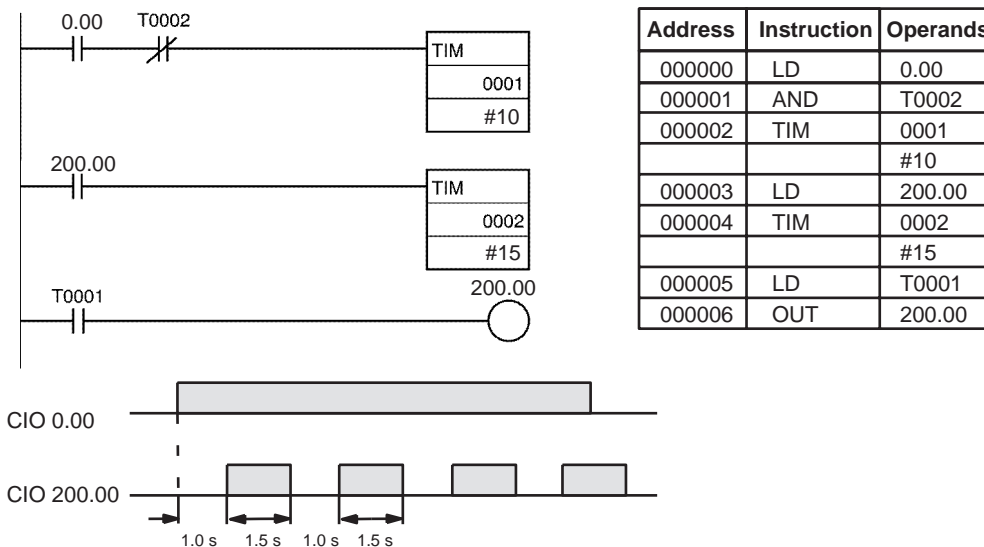 0.00 T0002
TIM
0001
#10
200.00
TIM
0002
#15
T0001
200.00
Address Instruction Operands
000000 LD 0.00
000001 AND T0002
000002 TIM 0001
#10
000003 LD 200.00
000004 TIM 0002
#15
000005 LD T0001
000006 OUT 200.00
CIO 0.00
CIO 200.00
1.0 s 1.5 s 1.0 s 1.5 s